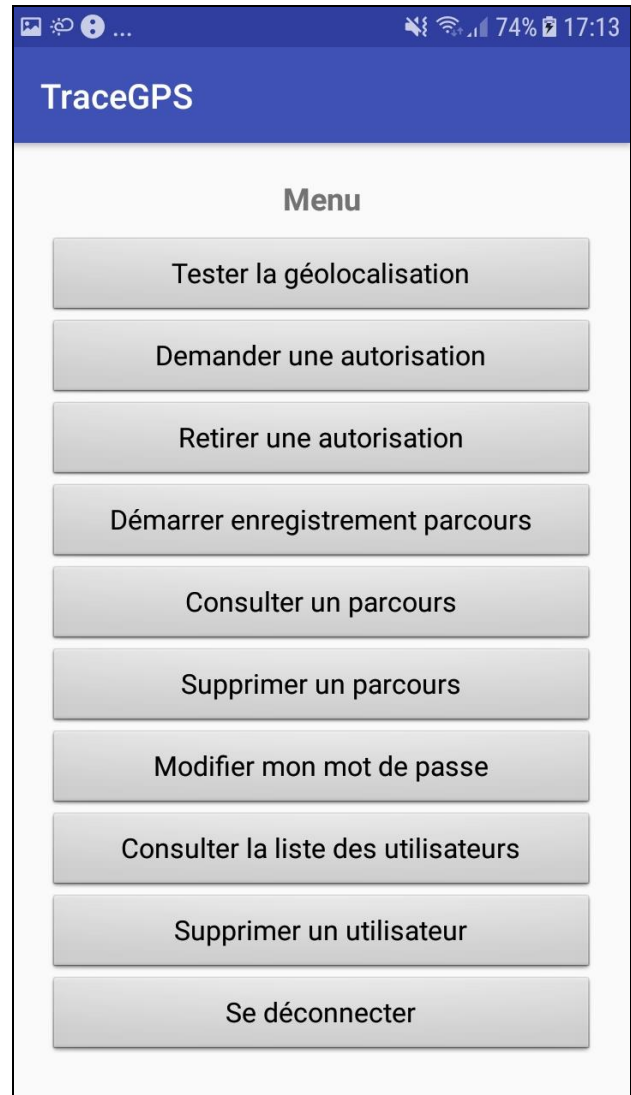 ... 74% 17:13
TraceGPS
Menu
Tester la géolocalisation
Demander une autorisation
Retirer une autorisation
Démarrer enregistrement parcours
Consulter un parcours
Supprimer un parcours
Modifier mon mot de passe
Consulter la liste des utilisateurs
Supprimer un utilisateur
Se déconnecter